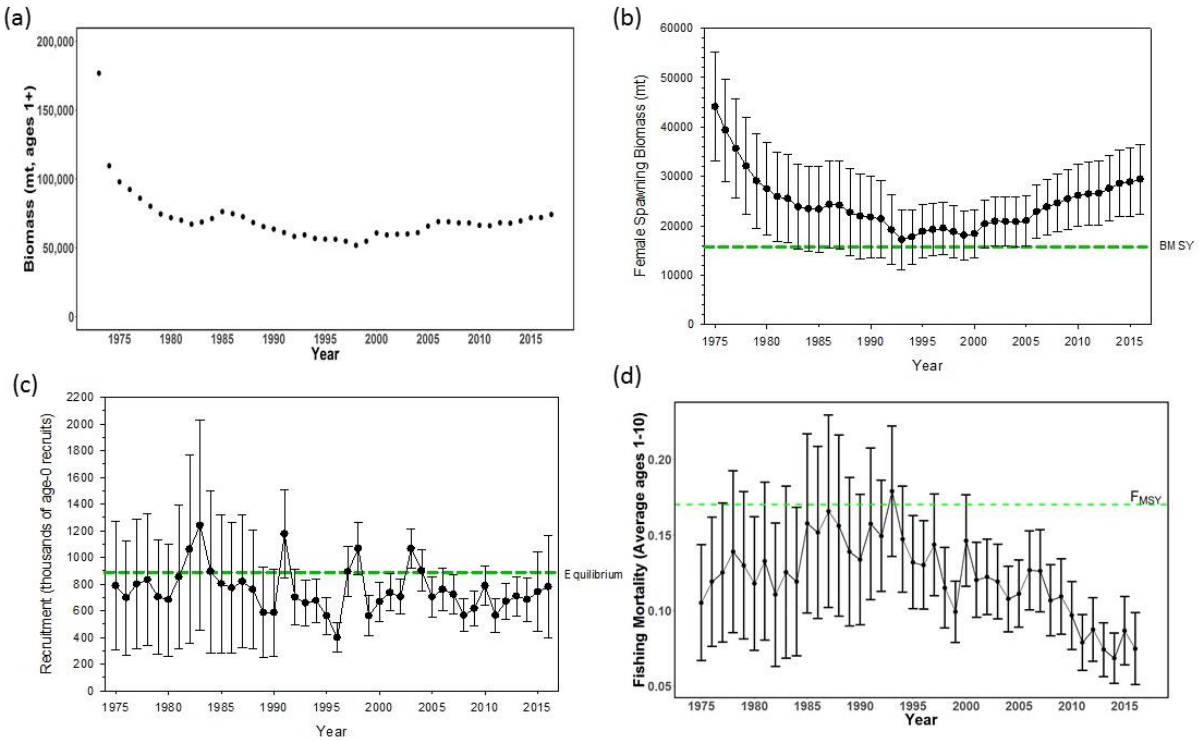 (a)
200,000
150,000
100,000
50,000
0
Biomass (mt, ages 1+)
1975 1980 1985 1990 1995 2000 2005 2010 2015
Year
(b)
60000
50000
40000
30000
20000
10000
0
Female Spawning Biomass (mt)
BMSY
1975 1980 1985 1990 1995 2000 2005 2010 2015
Year
(c)
2200
2000
1800
1600
1400
1200
1000
800
600
400
200
0
Recruitment (thousands of age-0 recruits)
Equilibrium
1975 1980 1985 1990 1995 2000 2005 2010 2015
Year
(d)
0.20
0.15
0.10
0.05
Fishing Mortality (Average ages 1-10)
FMSY
1975 1980 1985 1990 1995 2000 2005 2010 2015
Year